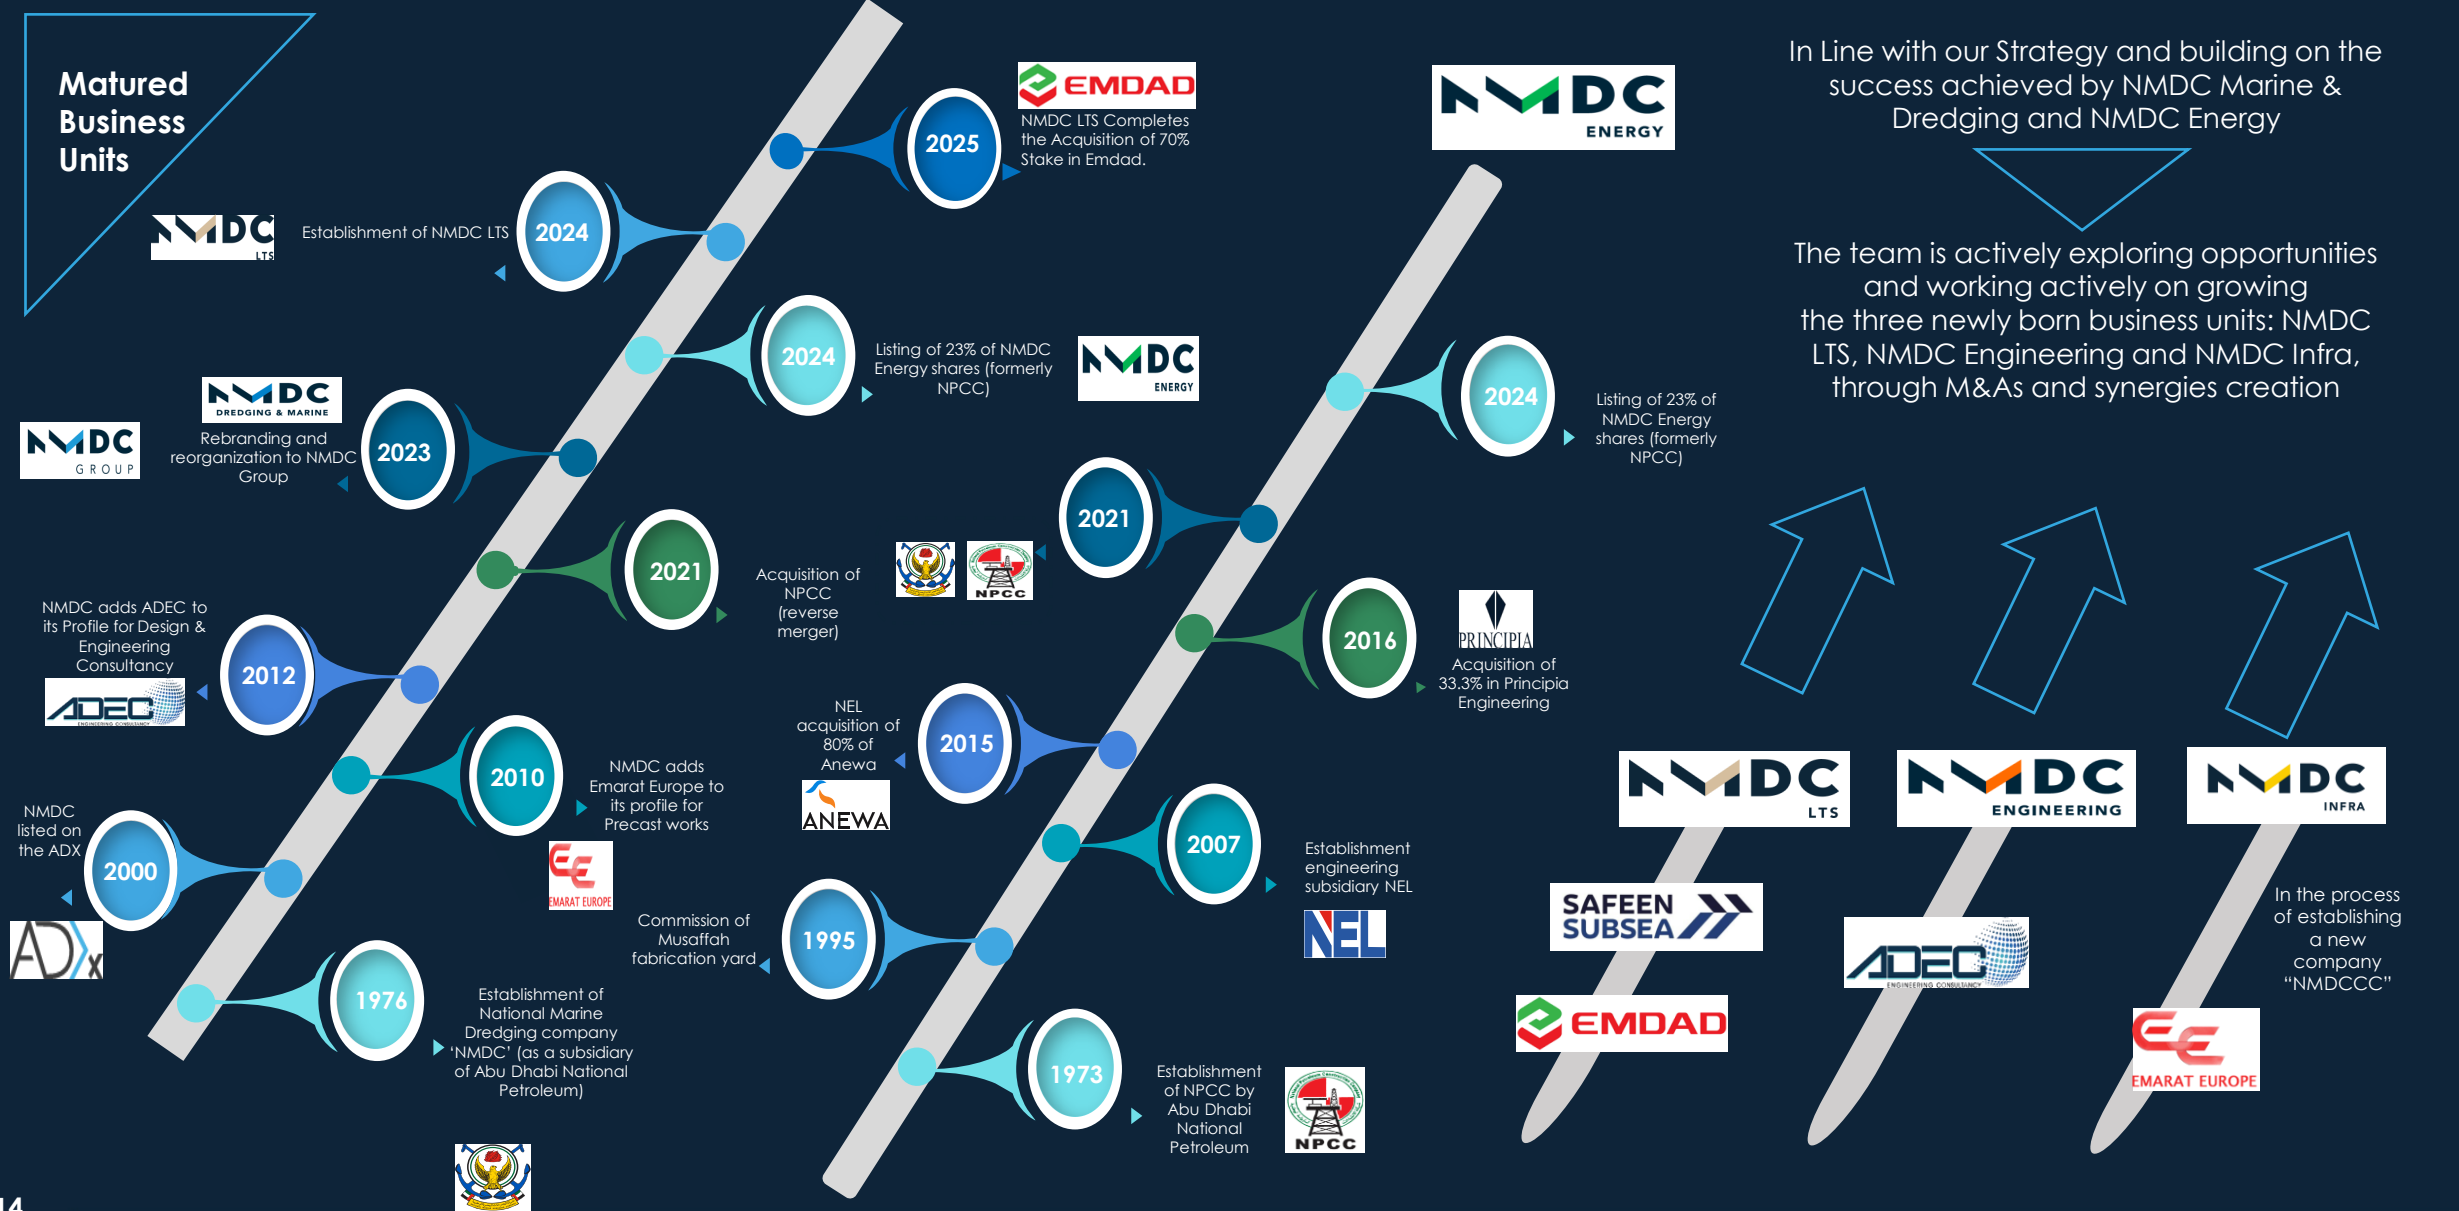 Matured
Business
Units
EMDAD
NMDC LTS Completes
the Acquisition of 70%
Stake in Emdad.
2025
NMDC
LTS
Establishment of NMDC LTS
2024
2024
Listing of 23% of NMDC
Energy shares (formerly
NPCC)
NMDC
ENERGY
NMDC
GROUP
NMDC
DREDGING & MARINE
Rebranding and
reorganization to NMDC
Group
2023
2021
Acquisition of
NPCC
(reverse
merger)
NMDC adds ADEC to
its Profile for Design &
Engineering
Consultancy
ADEC
ENGINEERING CONSULTANCY
2012
2010
NMDC adds
Emarat Europe to
its profile for
Precast works
EE
EMARAT EUROPE
NMDC
listed on
the ADX
2000
ADX
1976
Establishment of
National Marine
Dredging company
‘NMDC’ (as a subsidiary
of Abu Dhabi National
Petroleum)
14
NMDC
ENERGY
2024
Listing of 23% of
NMDC Energy
shares (formerly
NPCC)
2021
NPCC
2016
PRINCIPIA
Acquisition of
33.3% in Principia
Engineering
NEL
acquisition of
80% of
Anewa
ANEWA
2015
2007
Establishment
engineering
subsidiary NEL
NEL
Commission of
Musaffah
fabrication yard
1995
1973
Establishment
of NPCC by
Abu Dhabi
National
Petroleum
NPCC
In Line with our Strategy and building on the
success achieved by NMDC Marine &
Dredging and NMDC Energy
The team is actively exploring opportunities
and working actively on growing
the three newly born business units: NMDC
LTS, NMDC Engineering and NMDC Infra,
through M&As and synergies creation
NMDC
LTS
SAFEEN
SUBSEA
EMDAD
NMDC
ENGINEERING
ADEC
ENGINEERING CONSULTANCY
NMDC
INFRA
In the process
of establishing
a new
company
“NMDCCC”
EE
EMARAT EUROPE